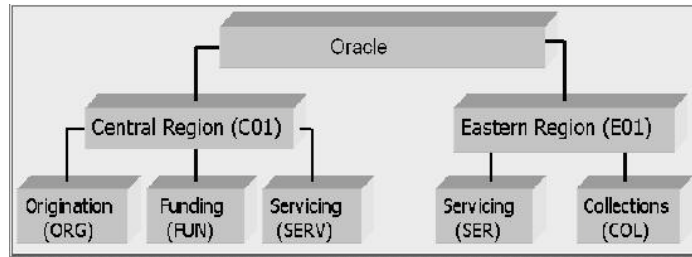 Oracle
Central Region (C01)
Eastern Region (E01)
Origination
(ORG)
Funding
(FUN)
Servicing
(SERV)
Servicing
(SER)
Collections
(COL)